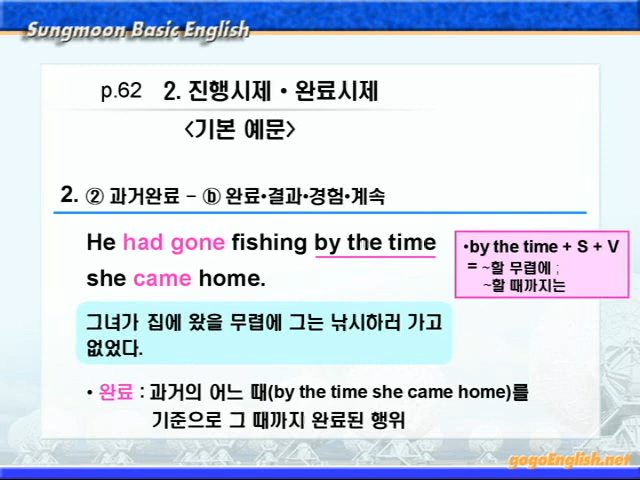 Sungmoon Basic English
p.62 2. 진행시제 • 완료시제
<기본 예문>
2. ② 과거완료 – ⓑ 완료•결과•경험•계속
He had gone fishing by the time
she came home.
•by the time + S + V
= ~할 무렵에 ;
~할 때까지는
그녀가 집에 왔을 무렵에 그는 낚시하러 가고
없었다.
• 완료 : 과거의 어느 때(by the time she came home)를
기준으로 그 때까지 완료된 행위
gogoEnglish.net